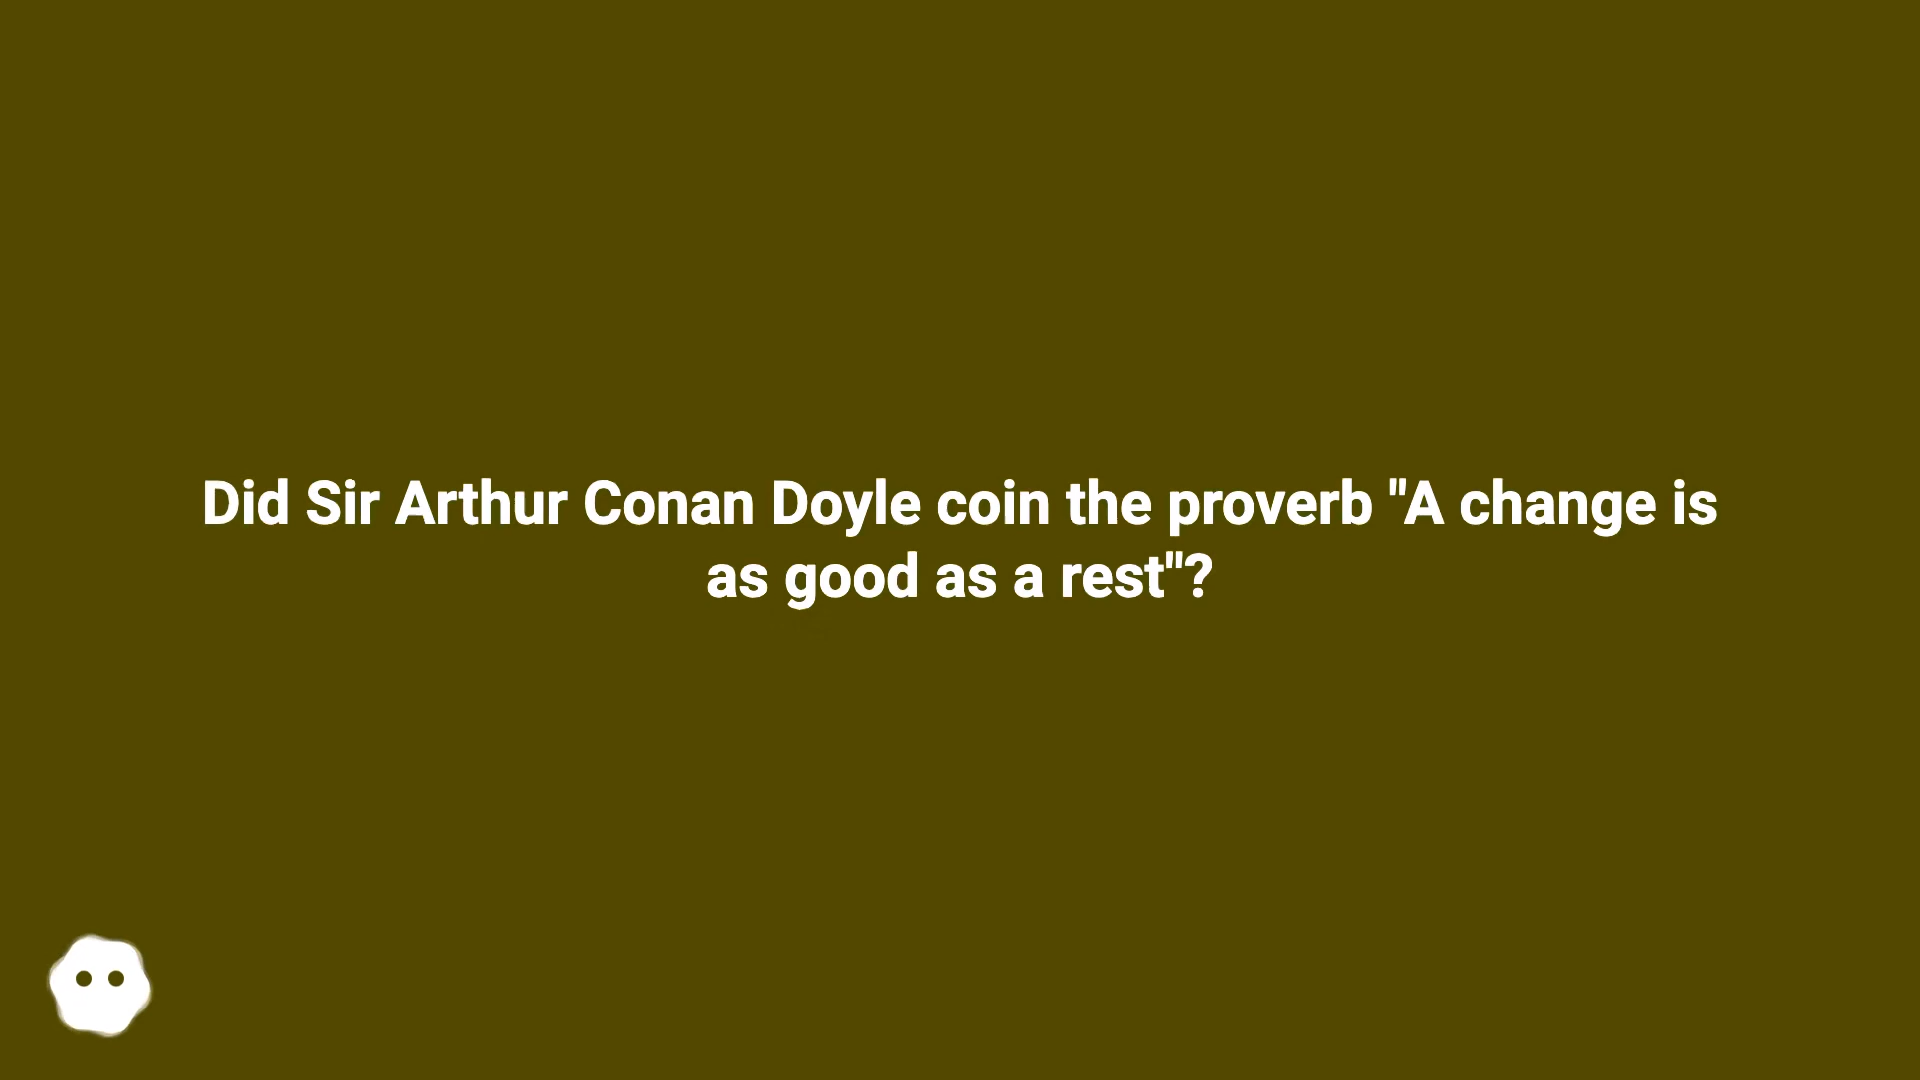 Did Sir Arthur Conan Doyle coin the proverb "A change is
as good as a rest"?